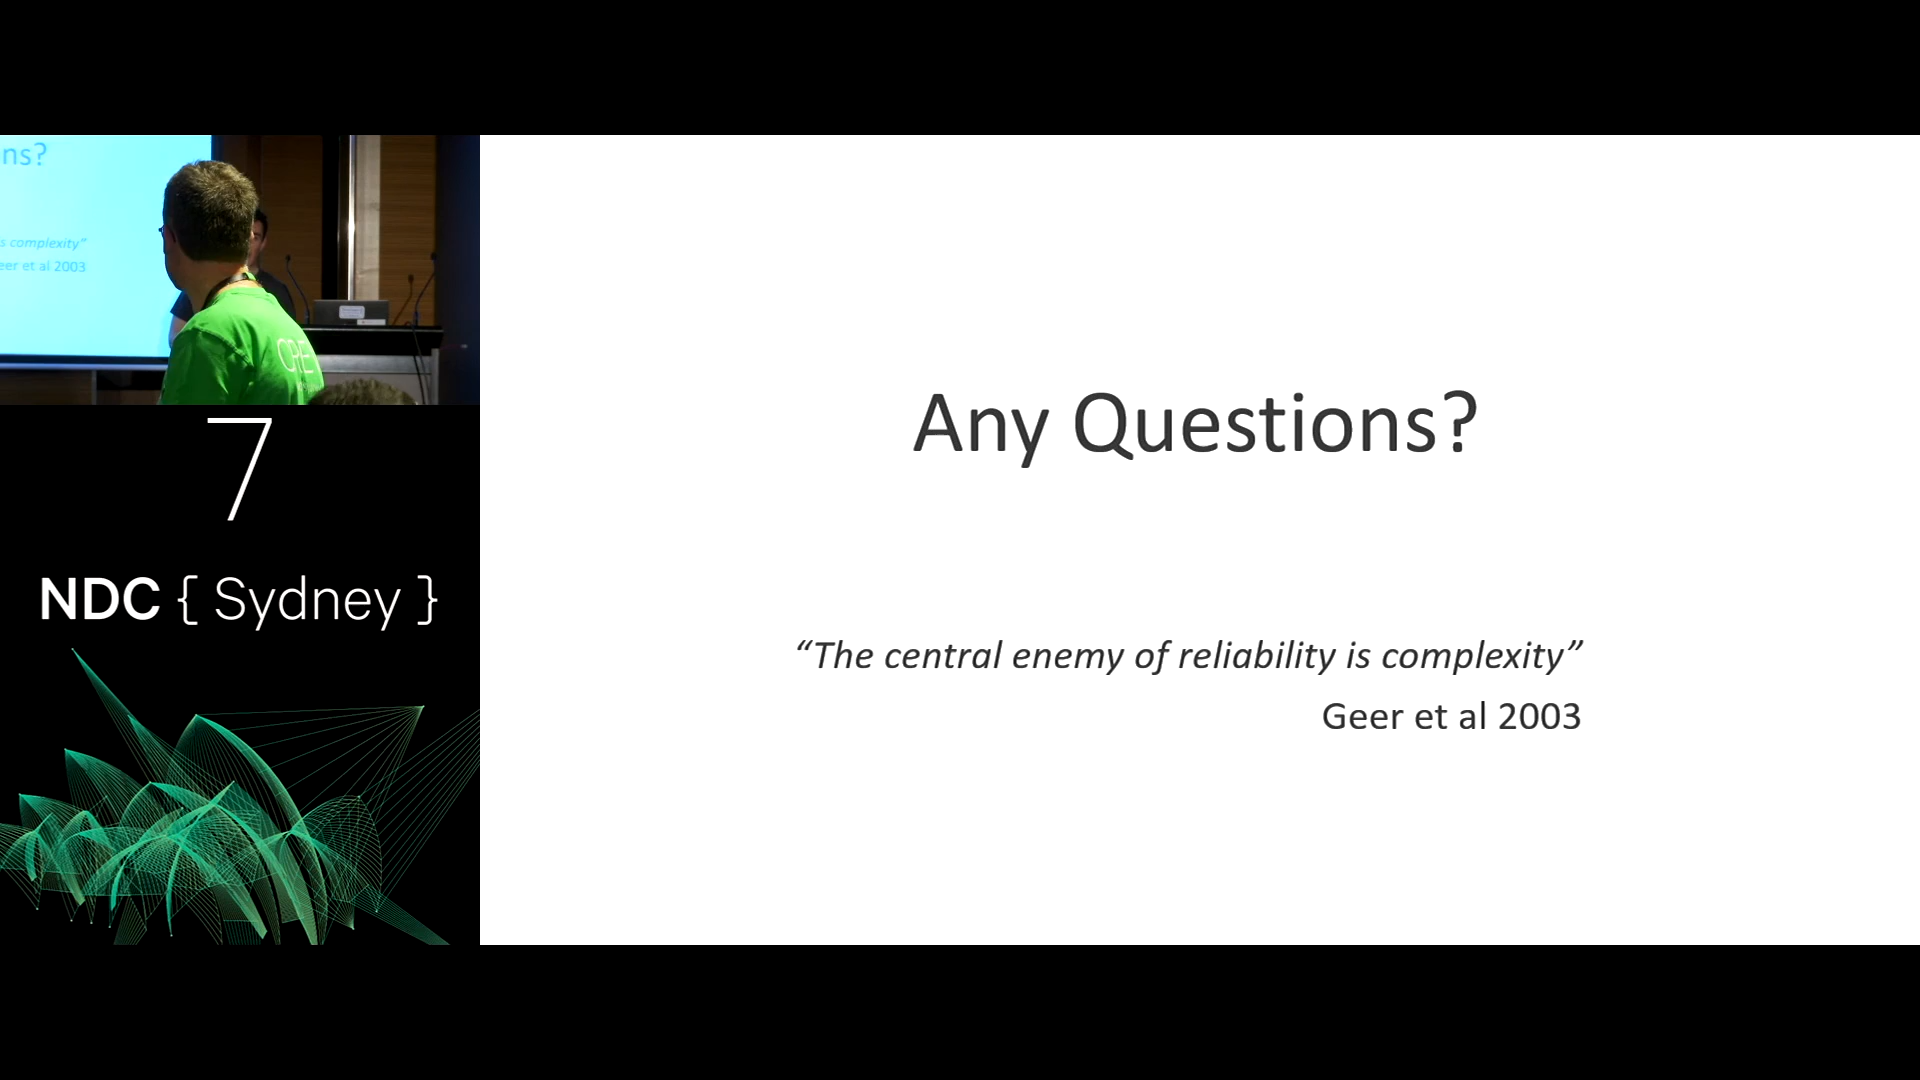 ns?
s complexity"
eer et al 2003
CRE
7
NDC { Sydney }
Any Questions?
“The central enemy of reliability is complexity”
Geer et al 2003